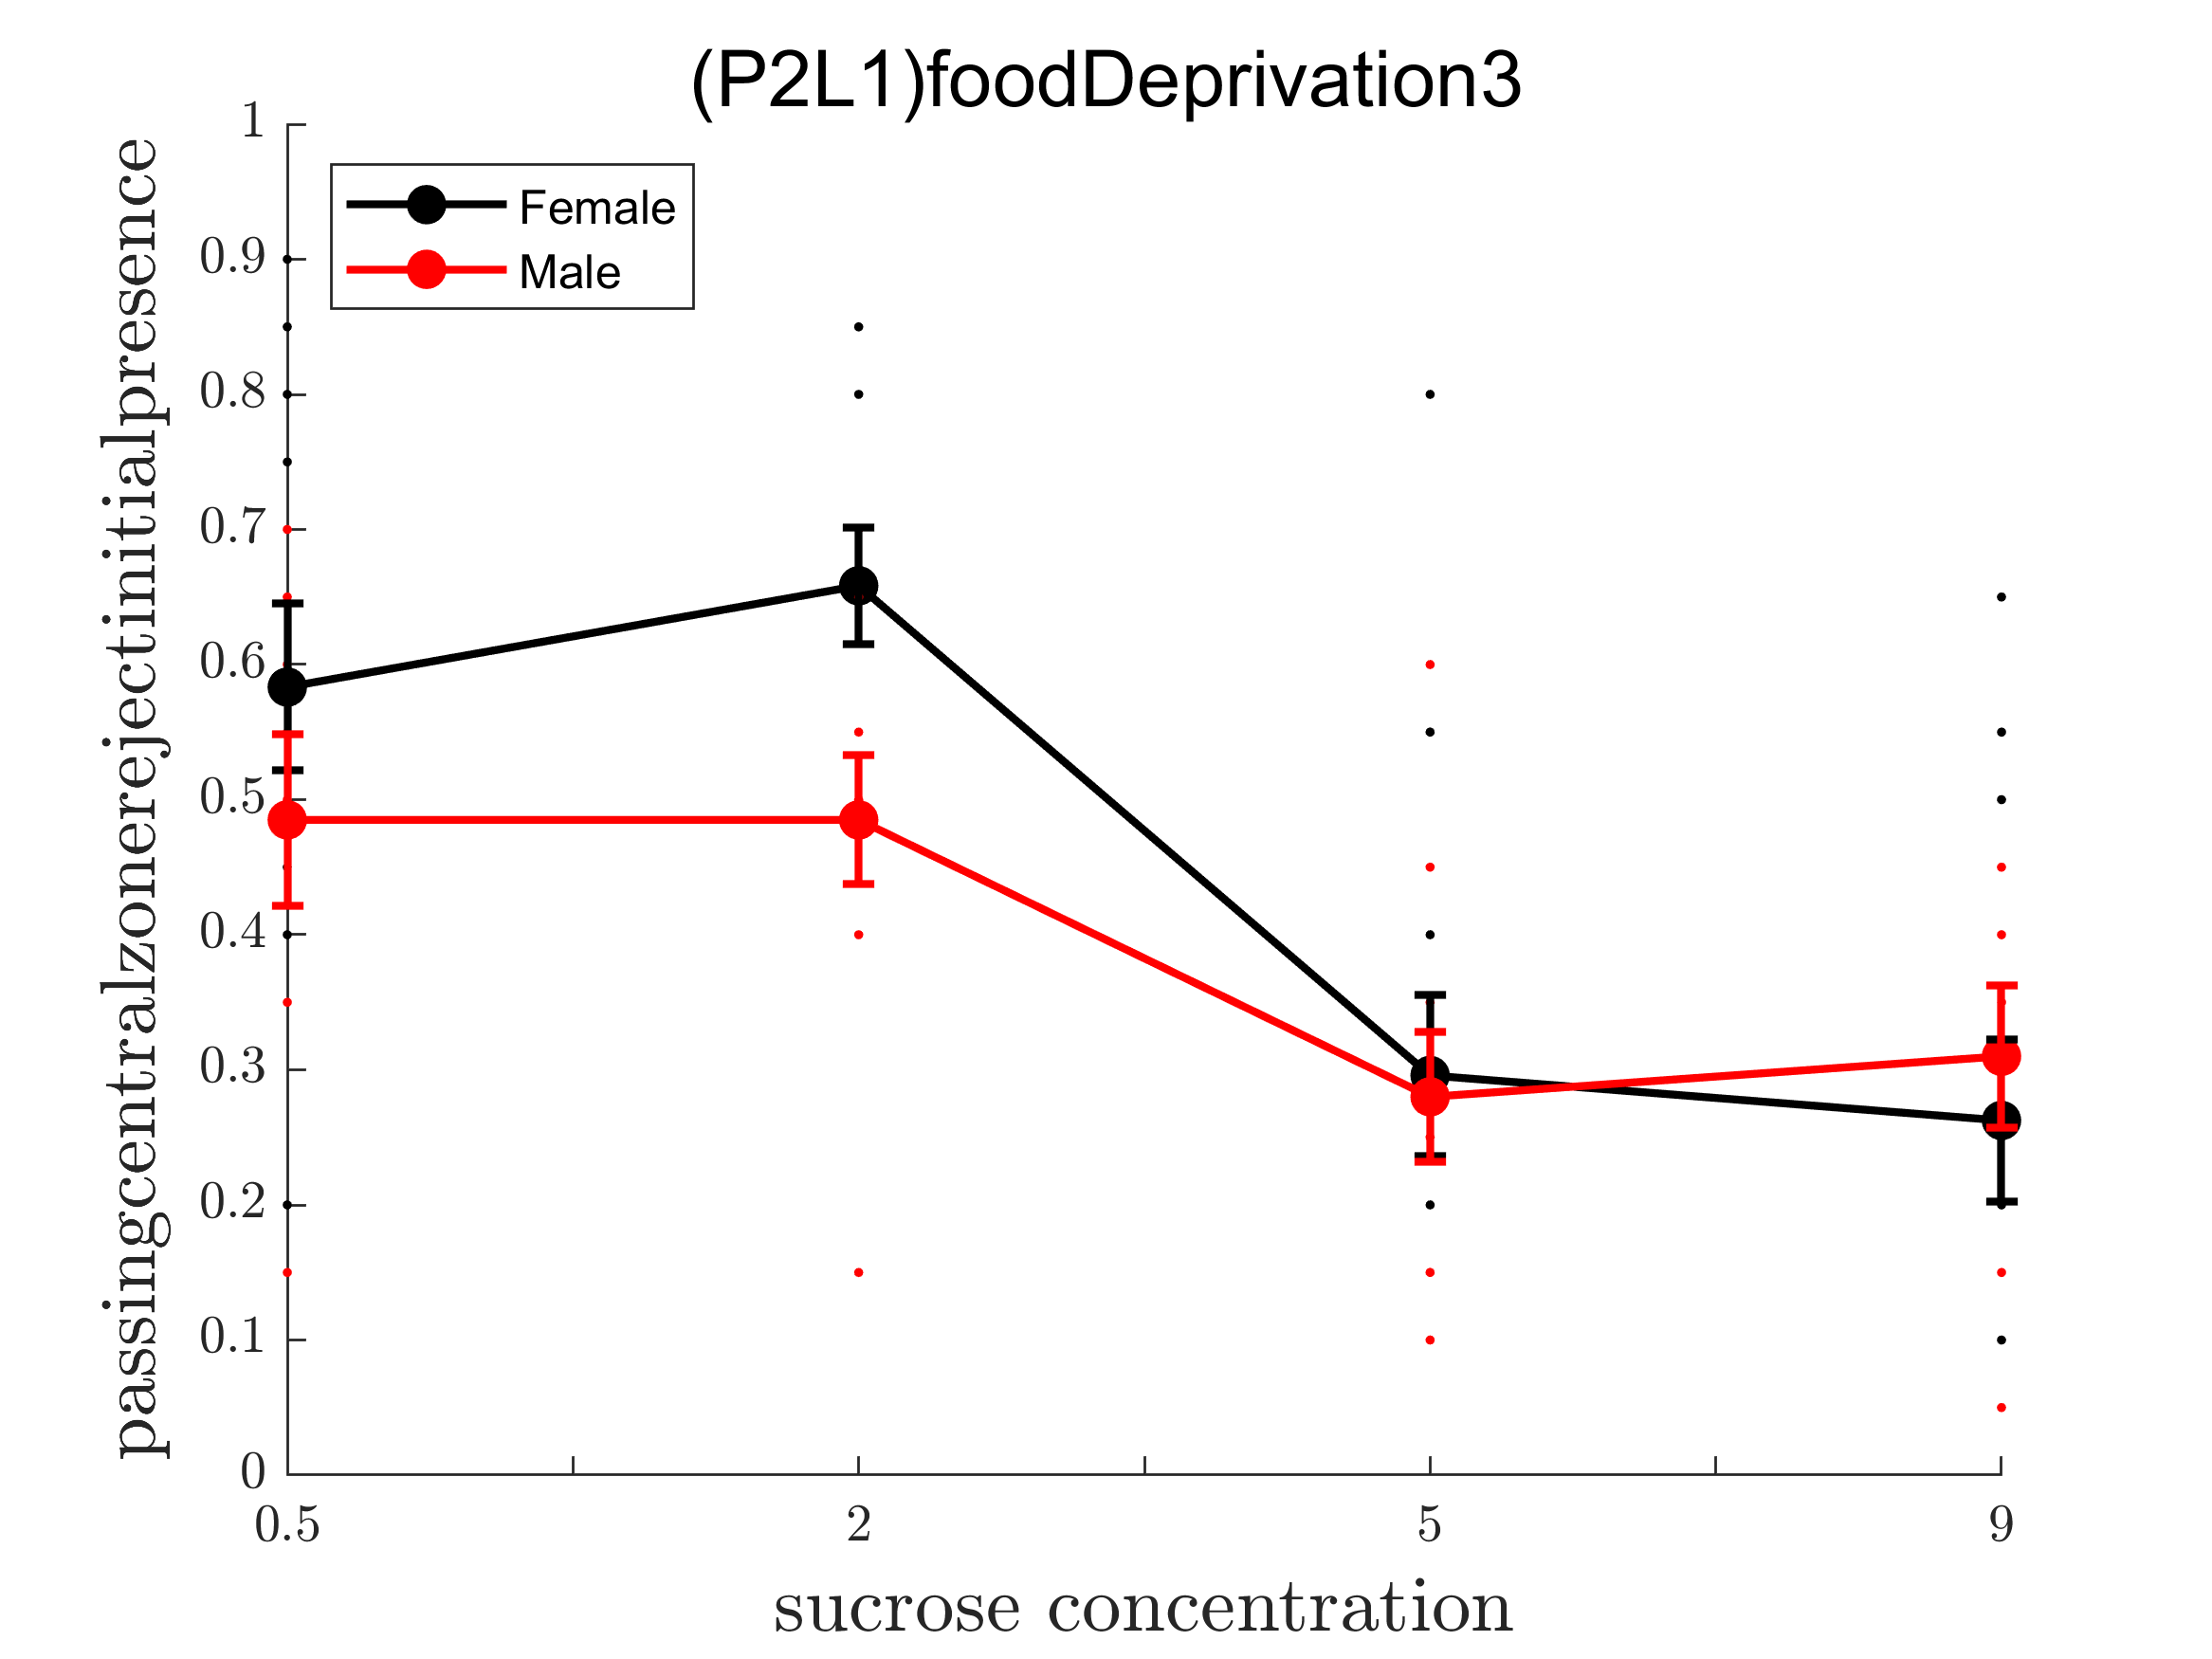 (P2L1)foodDeprivation3
passingcentralzonerejectinitialpresence
1
0.9
0.8
0.7
0.6
0.5
0.4
0.3
0.2
0.1
0
Female
Male
0.5 2 5 9
sucrose concentration